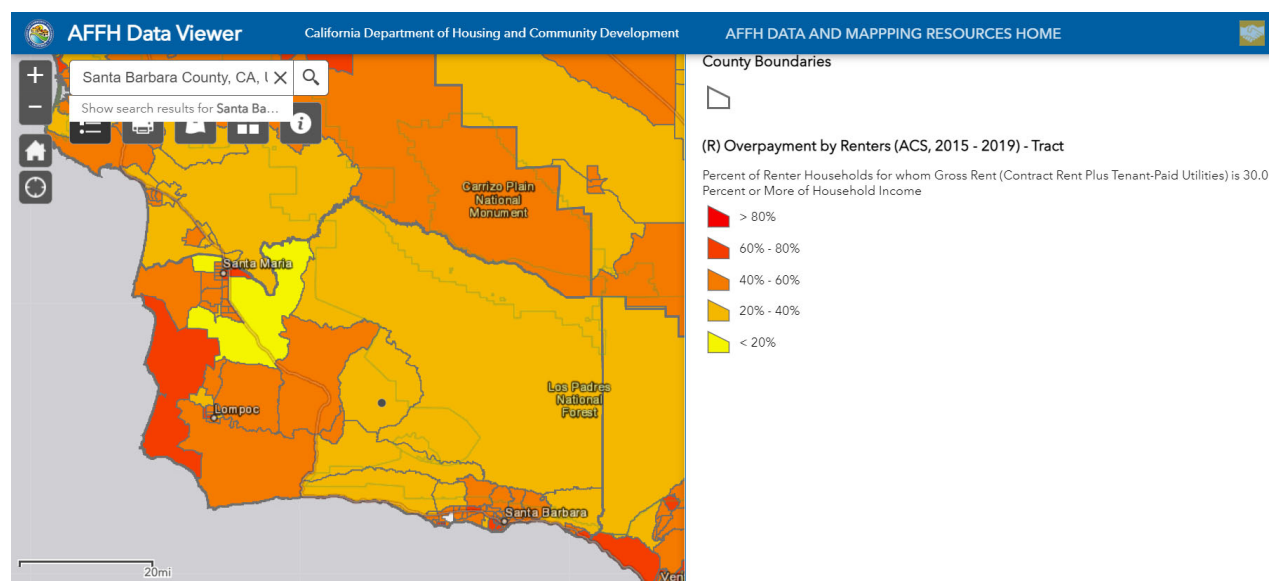 AFFH Data Viewer
California Department of Housing and Community Development
AFFH DATA AND MAPPPING RESOURCES HOME
+
Santa Barbara County, CA, U
−
Show search results for Santa Ba...
Carrizo Plain
National
Monument
Santa Maria
Los Padres
National
Forest
Lompoc
Santa Barbara
20mi
Ven
County Boundaries
(R) Overpayment by Renters (ACS, 2015 - 2019) - Tract
Percent of Renter Households for whom Gross Rent (Contract Rent Plus Tenant-Paid Utilities) is 30.0
Percent or More of Household Income
> 80%
60% - 80%
40% - 60%
20% - 40%
< 20%